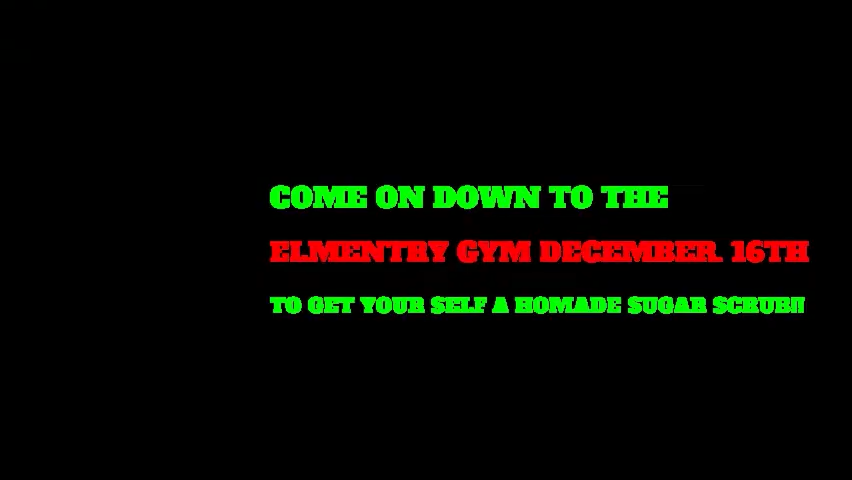 COME ON DOWN TO THE
ELMENTRY GYM DECEMBER. 16TH
TO GET YOUR SELF A HOMADE SUGAR SCRUB!!